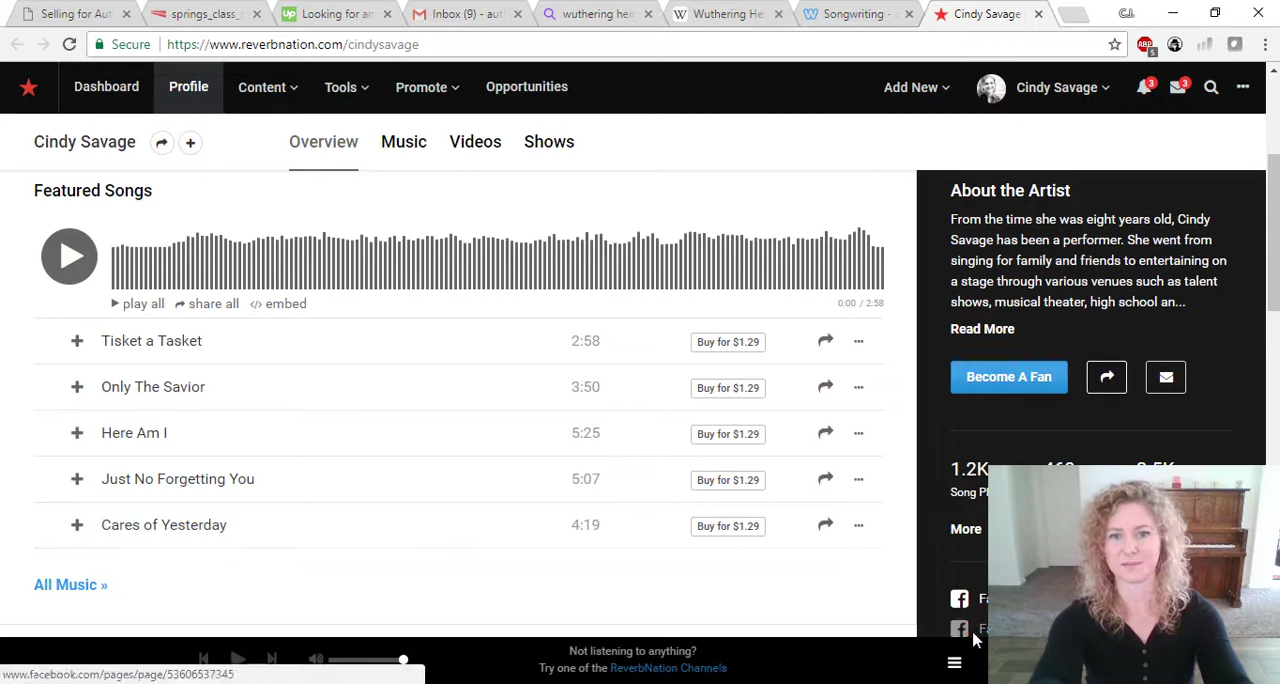 Selling for Aut
springs_class_
Looking for an
Inbox (9) - aut
wuthering hei
Wuthering He
Songwriting -
Cindy Savage
C.J.
Secure
https://www.reverbnation.com/cindysavage
ABP
5
Dashboard
Profile
Content
Tools
Promote
Opportunities
Add New
Cindy Savage
3
3
Cindy Savage
Overview
Music
Videos
Shows
Featured Songs
play all
share all
</> embed
0:00 / 2:58
Tisket a Tasket 2:58 Buy for $1.29
Only The Savior 3:50 Buy for $1.29
Here Am I 5:25 Buy for $1.29
Just No Forgetting You 5:07 Buy for $1.29
Cares of Yesterday 4:19 Buy for $1.29
All Music »
About the Artist
From the time she was eight years old, Cindy
Savage has been a performer. She went from
singing for family and friends to entertaining on
a stage through various venues such as talent
shows, musical theater, high school an...
Read More
Become A Fan
1.2K
Song Pl
More
Fa
Not listening to anything?
Try one of the ReverbNation Channels
www.facebook.com/pages/page/53606537345